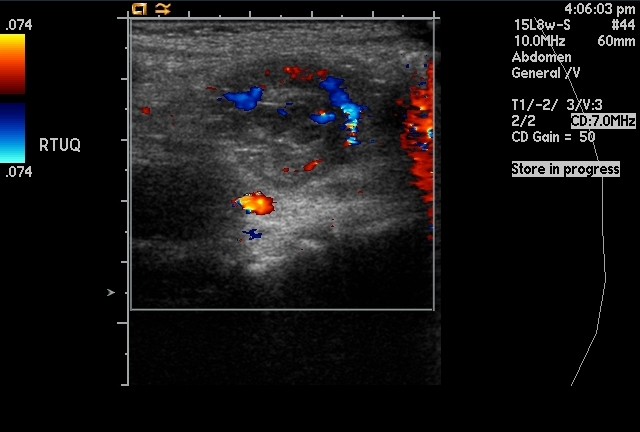 .074
.074
RTUQ
4:06:03 pm
15L8w-S #44
10.0MHz 60mm
Abdomen
General /V
T1/-2/ 3/V:3
2/2 CD:7.0MHz
CD Gain = 50
Store in progress